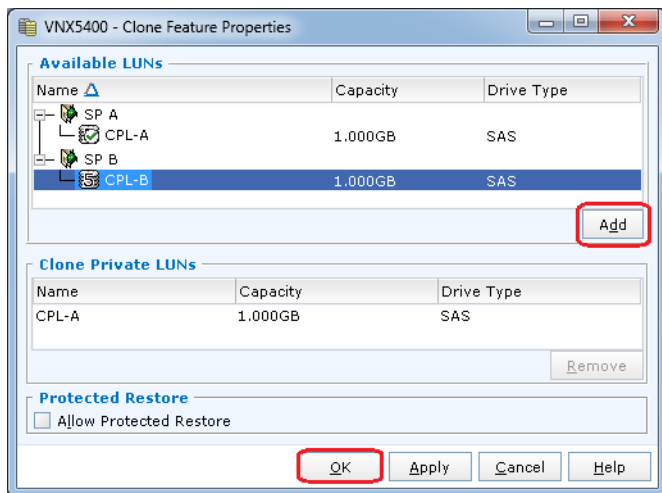 VNX5400 - Clone Feature Properties
Available LUNs
Name Capacity Drive Type
SP A
CPL-A 1.000GB SAS
SP B
CPL-B 1.000GB SAS
Add
Clone Private LUNs
Name Capacity Drive Type
CPL-A 1.000GB SAS
Remove
Protected Restore
Allow Protected Restore
OK Apply Cancel Help